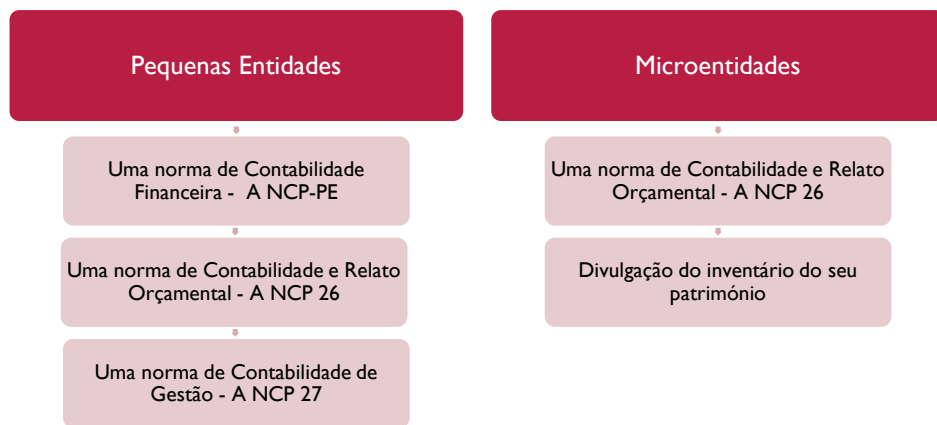 Pequenas Entidades
Uma norma de Contabilidade
Financeira - A NCP-PE
Uma norma de Contabilidade e Relato
Orçamental - A NCP 26
Uma norma de Contabilidade de
Gestão - A NCP 27
Microentidades
Uma norma de Contabilidade e Relato
Orçamental - A NCP 26
Divulgação do inventário do seu
património